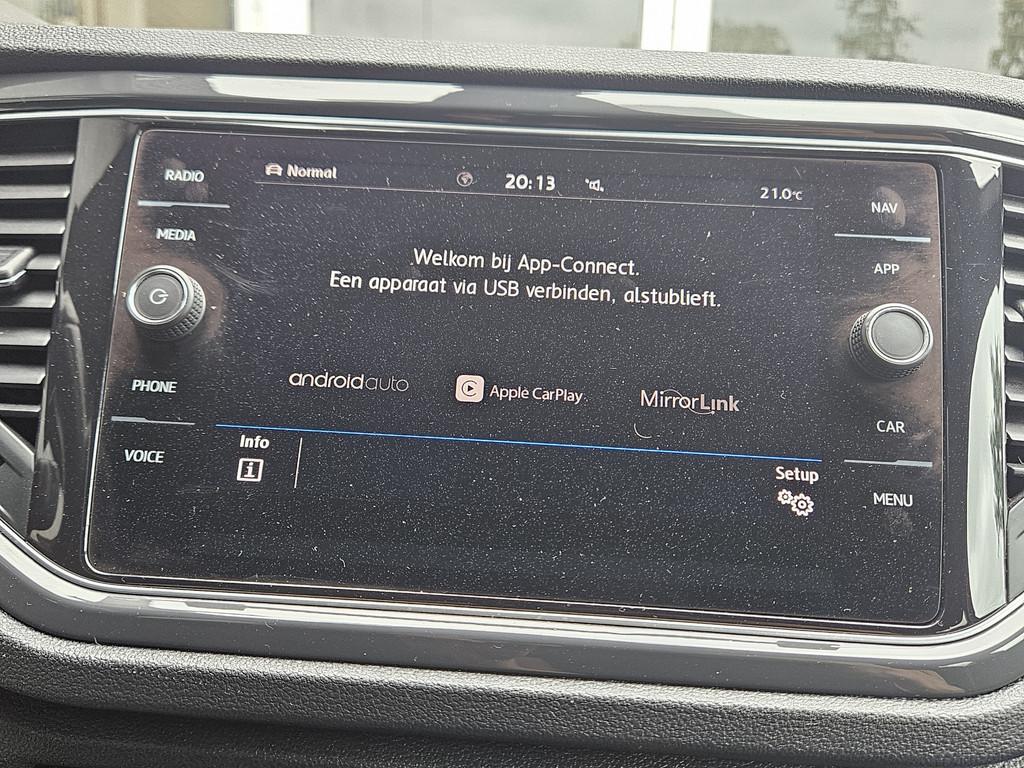 RADIO
MEDIA
PHONE
VOICE
Normal
20:13
21.0°C
Welkom bij App-Connect.
Een apparaat via USB verbinden, alstublieft.
androidauto
Apple CarPlay
MirrorLink
Info
i
Setup
NAV
APP
CAR
MENU